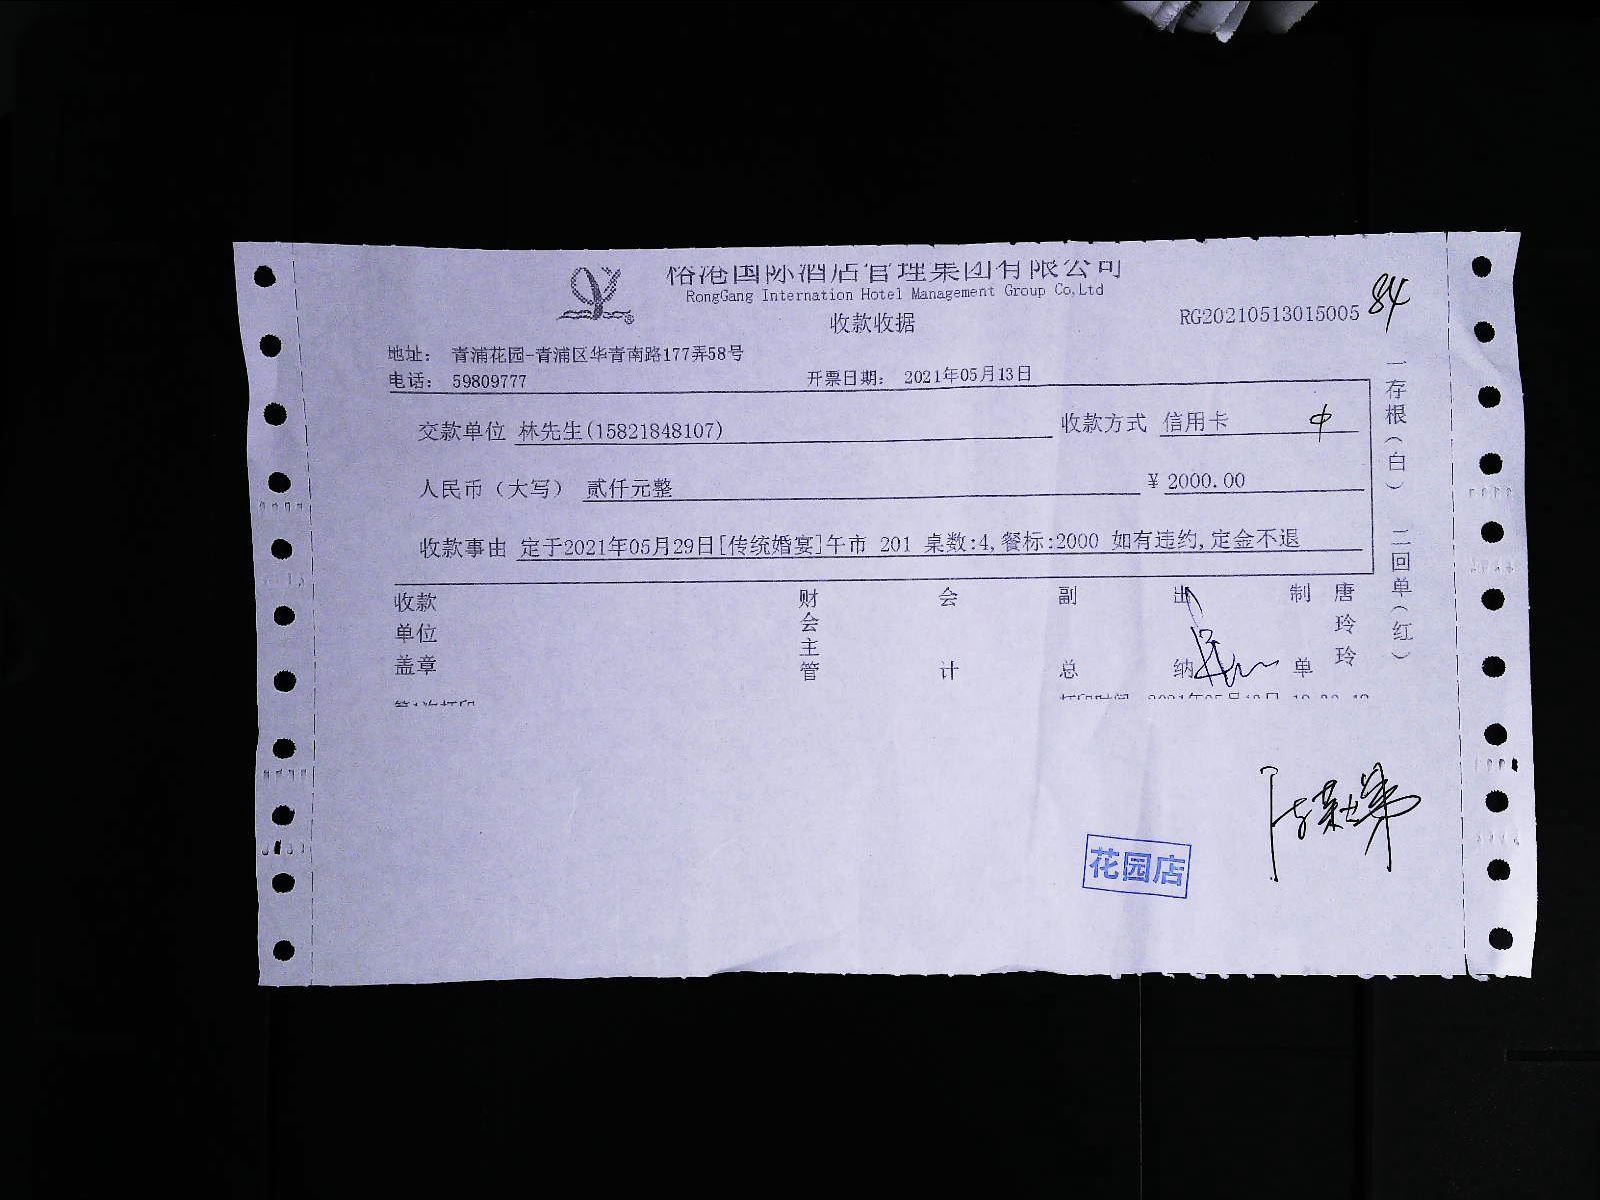 裕港国际酒店管理集团有限公司
RongGang Internation Hotel Management Group Co,Ltd
收款收据
RG20210513015005 84
地址： 青浦花园-青浦区华青南路177弄58号
电话： 59809777 开票日期： 2021年05月13日
交款单位 林先生(15821848107) 收款方式 信用卡 中
人民币（大写） 贰仟元整 ￥2000.00
收款事由 定于2021年05月29日[传统婚宴]午市 201 桌数:4,餐标:2000 如有违约,定金不退
一存根（白） 二回单（红）
收款单位盖章 财会主管 会计 副总 出纳 制单 唐玲玲
第1次打印
花园店